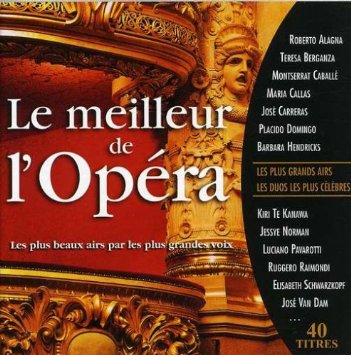 Le meilleur
de
l'Opéra
Les plus beaux airs par les plus grandes voix
ROBERTO ALAGNA
TERESA BERGANZA
MONTSERRAT CABALLÉ
MARIA CALLAS
JOSÉ CARRERAS
PLACIDO DOMINGO
BARBARA HENDRICKS
LES PLUS GRANDS AIRS
LES DUOS LES PLUS CÉLÈBRES
KIRI TE KANAWA
JESSYE NORMAN
LUCIANO PAVAROTTI
RUGGERO RAIMONDI
ELISABETH SCHWARZKOPF
JOSÉ VAN DAM
...
40
TITRES